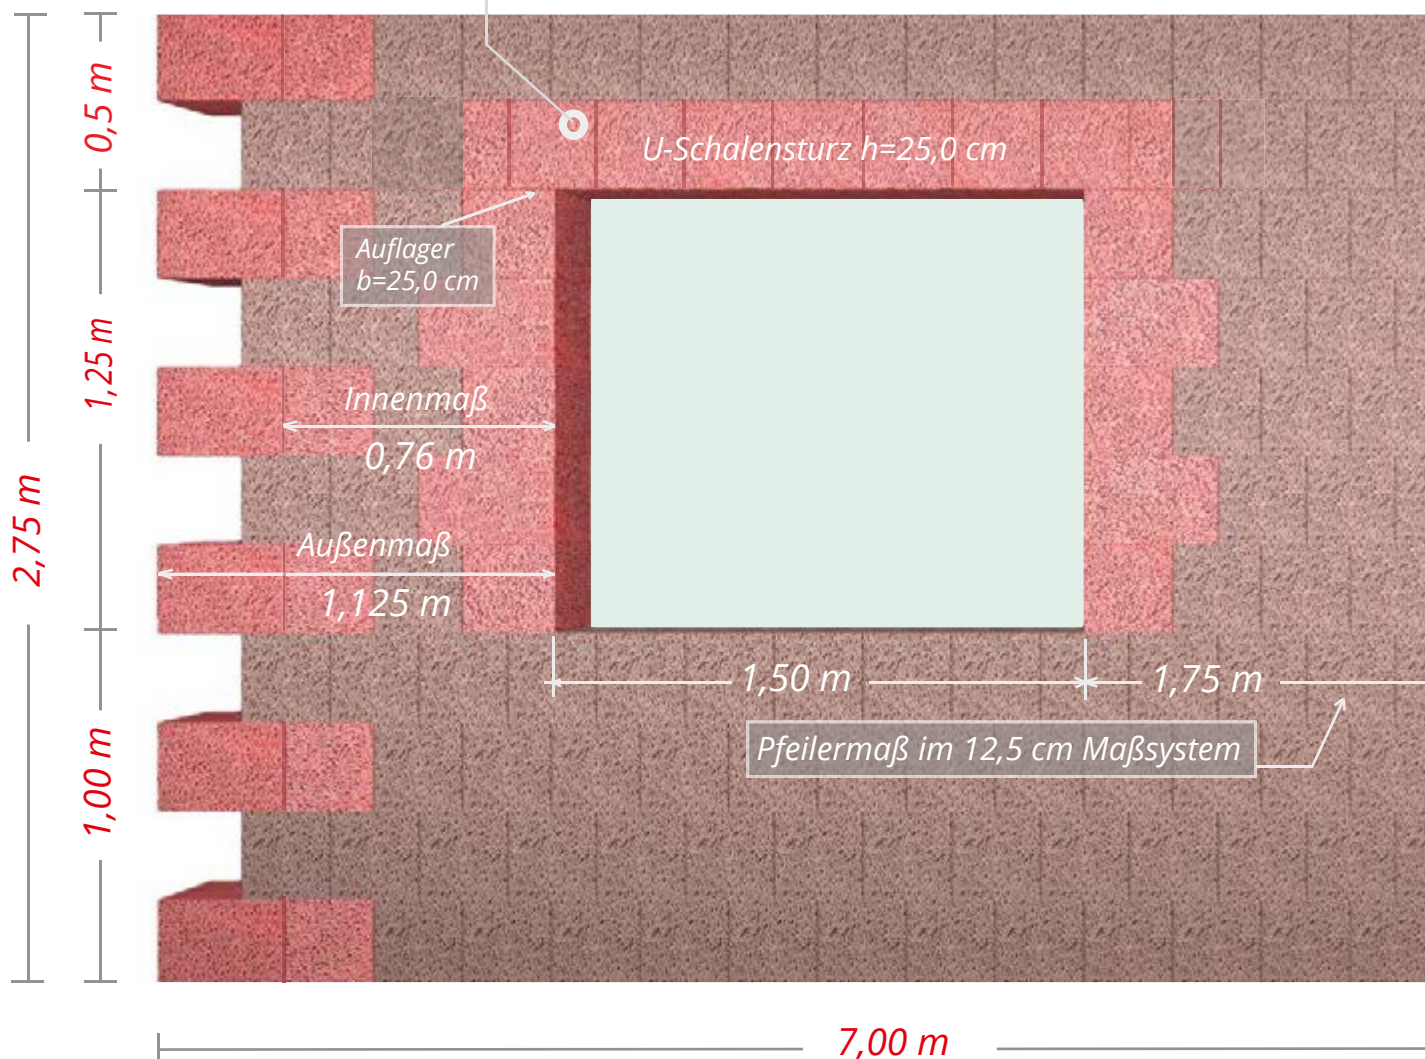 0,5 m
U-Schalensturz h=25,0 cm
Auflager
b=25,0 cm
1,25 m
Innenmaß
0,76 m
2,75 m
Außenmaß
1,125 m
1,50 m
1,75 m
Pfeilermaß im 12,5 cm Maßsystem
1,00 m
7,00 m